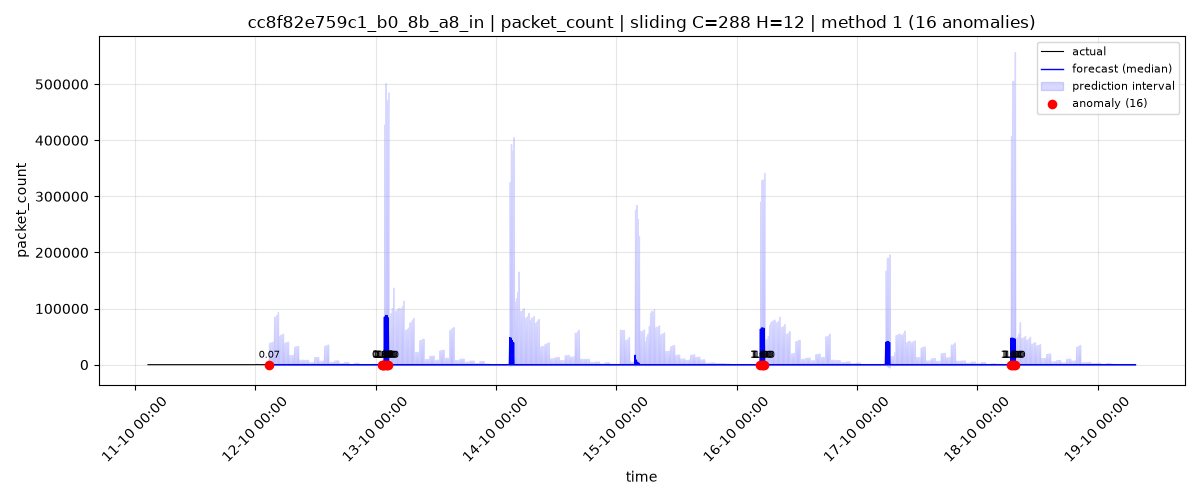 cc8f82e759c1_b0_8b_a8_in | packet_count | sliding C=288 H=12 | method 1 (16 anomalies)
actual
forecast (median)
prediction interval
anomaly (16)
500000
400000
300000
200000
100000
0
packet_count
0.07
11-10 00:00
12-10 00:00
13-10 00:00
14-10 00:00
15-10 00:00
16-10 00:00
17-10 00:00
18-10 00:00
19-10 00:00
time